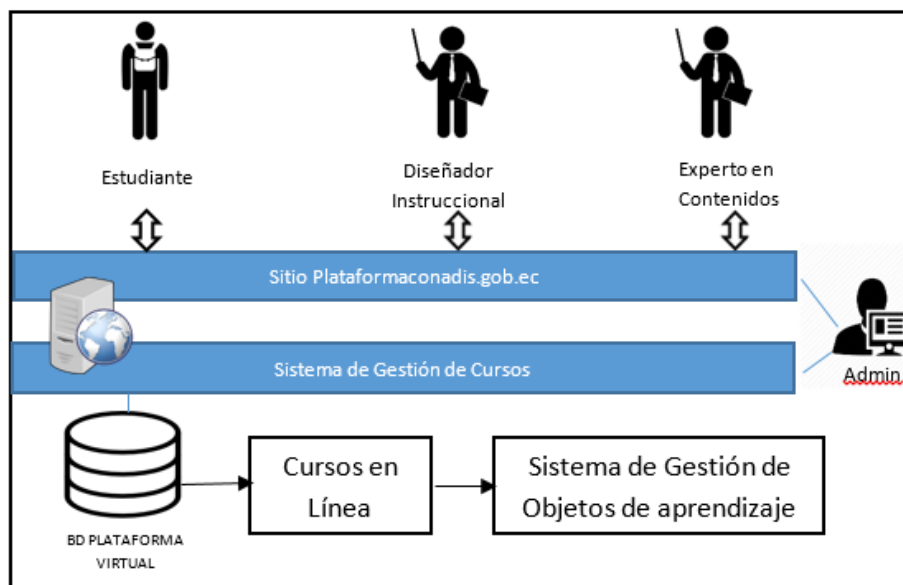 Estudiante
Diseñador
Instruccional
Experto en
Contenidos
Sitio Plataformaconadis.gob.ec
Sistema de Gestión de Cursos
Admin
Cursos en
Línea
Sistema de Gestión de
Objetos de aprendizaje
BD PLATAFORMA
VIRTUAL